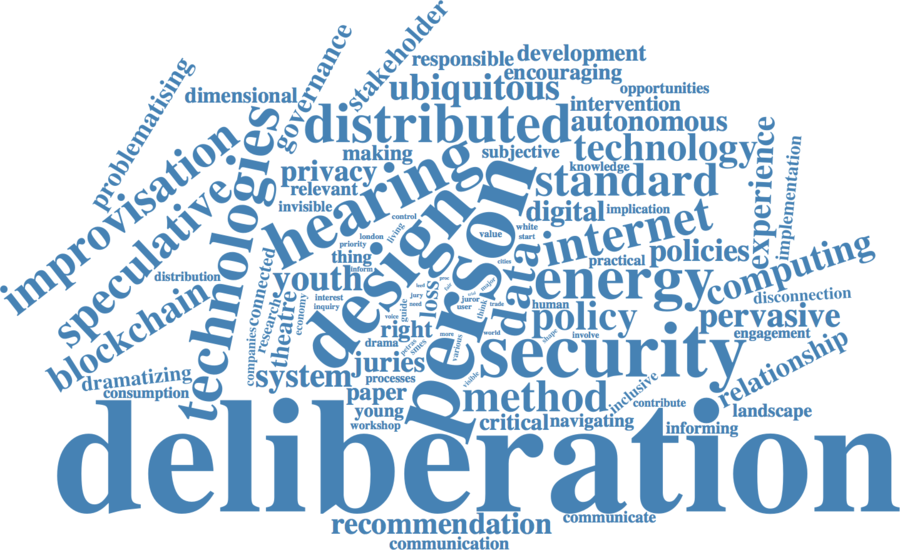 stakeholder
governance
responsible
development
encouraging
problematising
dimensional
ubiquitous
opportunities
intervention
distributed
autonomous
improvisation
technologies
making
subjective
technology
experience
implementation
privacy
hearing
knowledge
relevant
person
standard
speculative
invisible
control
digital
implication
design
living
white
internet
london
value
start
priority
practical
policies
thing
cities
distribution
connected
youth
inform
data
energy
computing
blockchain
interest
inquiry
jury
need
loss
juror
user
major
think
trade
human
disconnection
research
economy
voice
guide
policy
pervasive
theatre
right
more
world
shape
involve
engagement
companies
drama
various
security
juries
relationship
dramatizing
system
processes
visible
consumption
paper
method
inclusive
contribute
young
critical
navigating
landscape
workshop
informing
deliberation
recommendation
communicate
communication